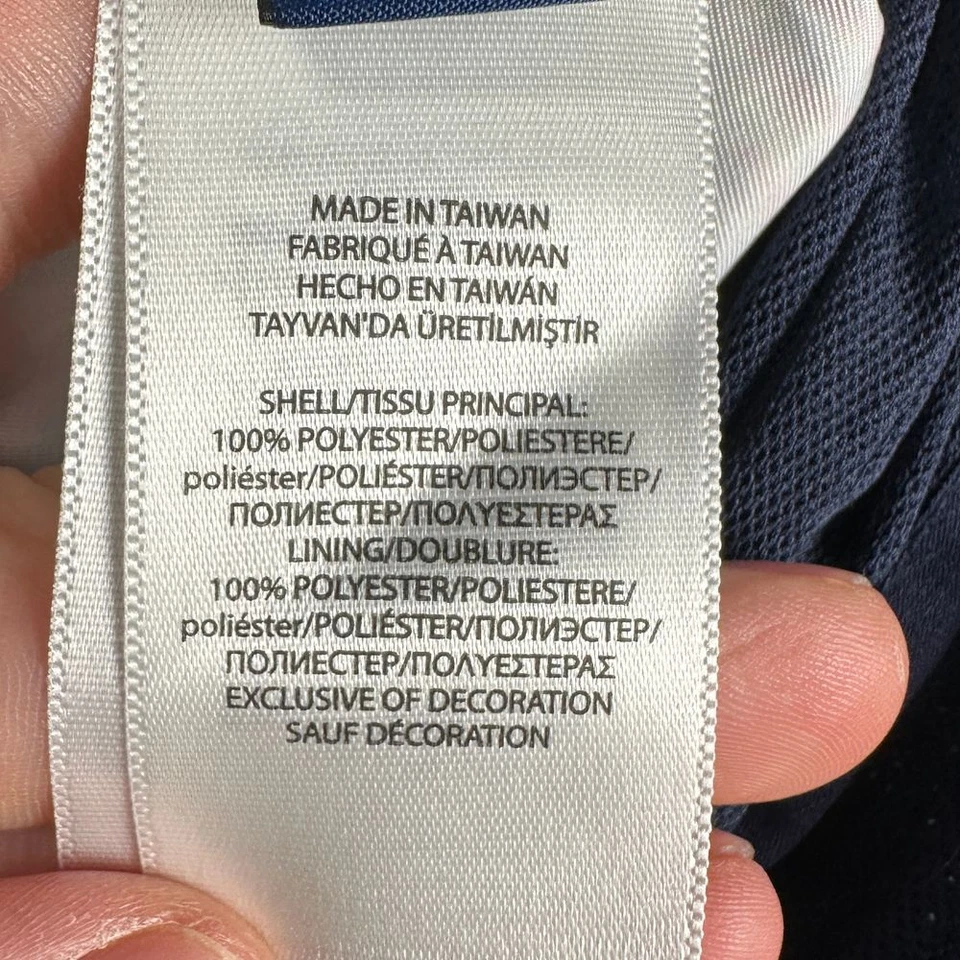 MADE IN TAIWAN
FABRIQUÉ À TAIWAN
HECHO EN TAIWÁN
TAYVAN'DA ÜRETİLMİŞTİR
SHELL/TISSU PRINCIPAL:
100% POLYESTER/POLIESTERE/
poliéster/POLIÉSTER/ПОЛИЭСТЕР/
ПОЛИЕСТЕР/ΠΟΛΥΕΣΤΕΡΑΣ
LINING/DOUBLURE:
100% POLYESTER/POLIESTERE/
poliéster/POLIÉSTER/ПОЛИЭСТЕР/
ПОЛИЕСТЕР/ΠΟΛΥΕΣΤΕΡΑΣ
EXCLUSIVE OF DECORATION
SAUF DÉCORATION